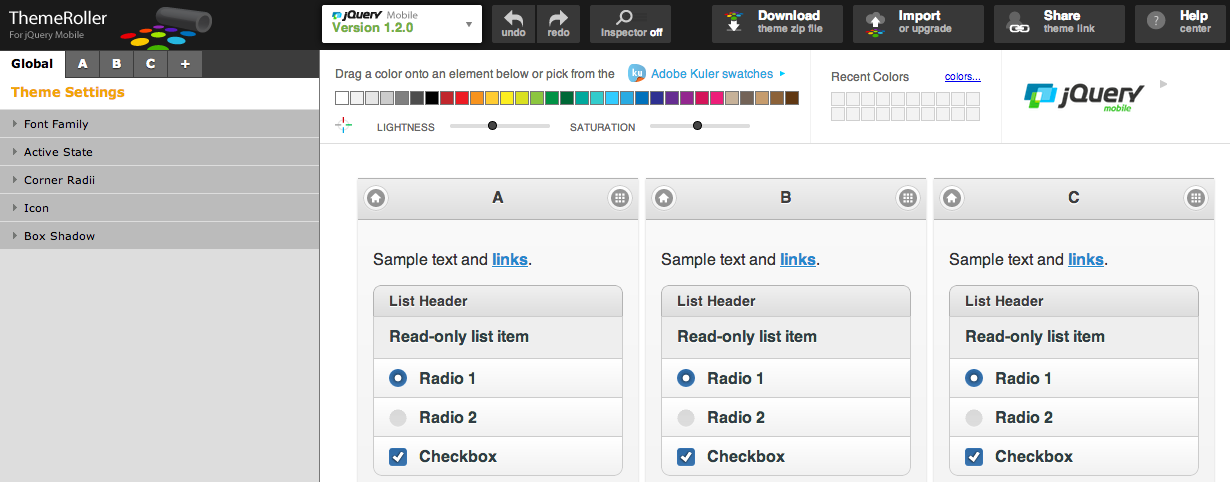 ThemeRoller
For jQuery Mobile
jQuery Mobile
Version 1.2.0
undo
redo
Inspector off
Download
theme zip file
Import
or upgrade
Share
theme link
?
Help
center
Global A B C +
Theme Settings
Font Family
Active State
Corner Radii
Icon
Box Shadow
Drag a color onto an element below or pick from the ku Adobe Kuler swatches
LIGHTNESS
SATURATION
Recent Colors
colors...
jQuery
mobile
A
Sample text and links.
List Header
Read-only list item
Radio 1
Radio 2
Checkbox
B
Sample text and links.
List Header
Read-only list item
Radio 1
Radio 2
Checkbox
C
Sample text and links.
List Header
Read-only list item
Radio 1
Radio 2
Checkbox